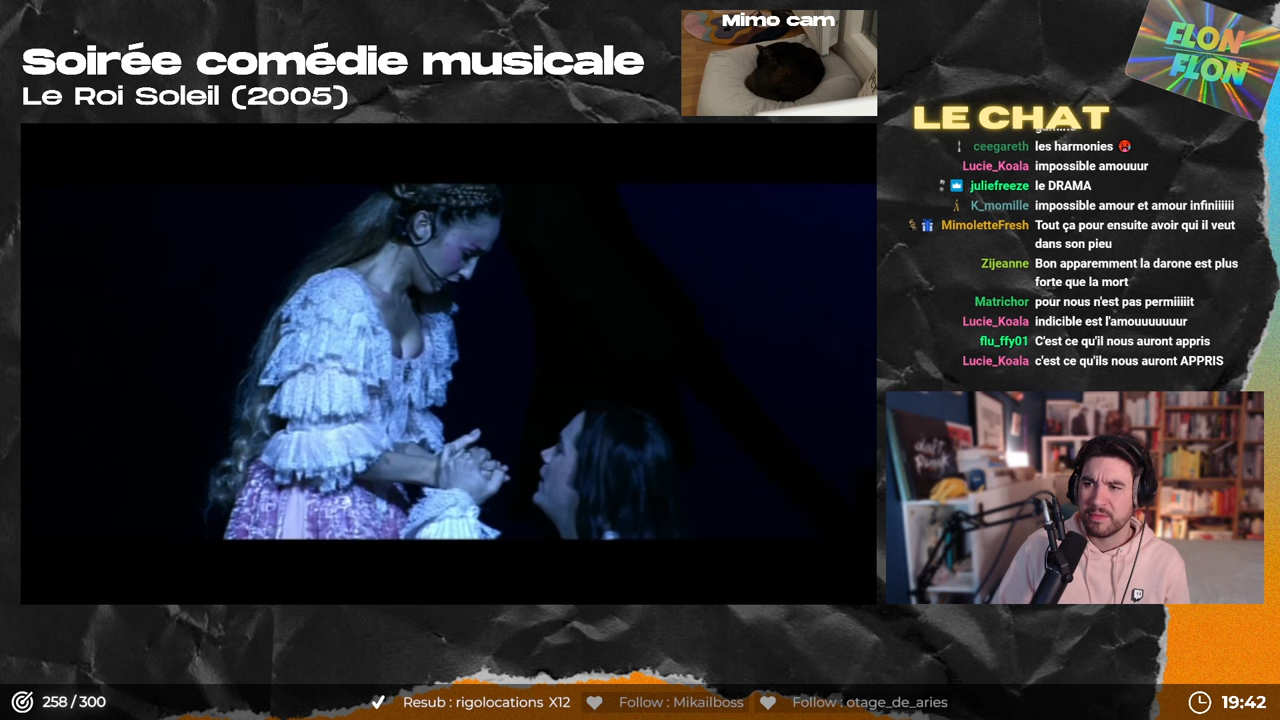 Soirée comédie musicale
Le Roi Soleil (2005)
Mimo cam
FLON
FLON
LE CHAT
ceegareth les harmonies
Lucie_Koala impossible amouuur
juliefreeze le DRAMA
K_momille impossible amour et amour infiniiiiii
MimoletteFresh Tout ça pour ensuite avoir qui il veut
dans son pieu
Zijeanne Bon apparemment la darone est plus
forte que la mort
Matrichor pour nous n'est pas permiiiiit
Lucie_Koala indicible est l'amouuuuuuur
flu_ffy01 C'est ce qu'il nous auront appris
Lucie_Koala c'est ce qu'ils nous auront APPRIS
daft
258 / 300
Resub : rigolocations X12
Follow : Mikailboss
Follow : otage_de_aries
19:42